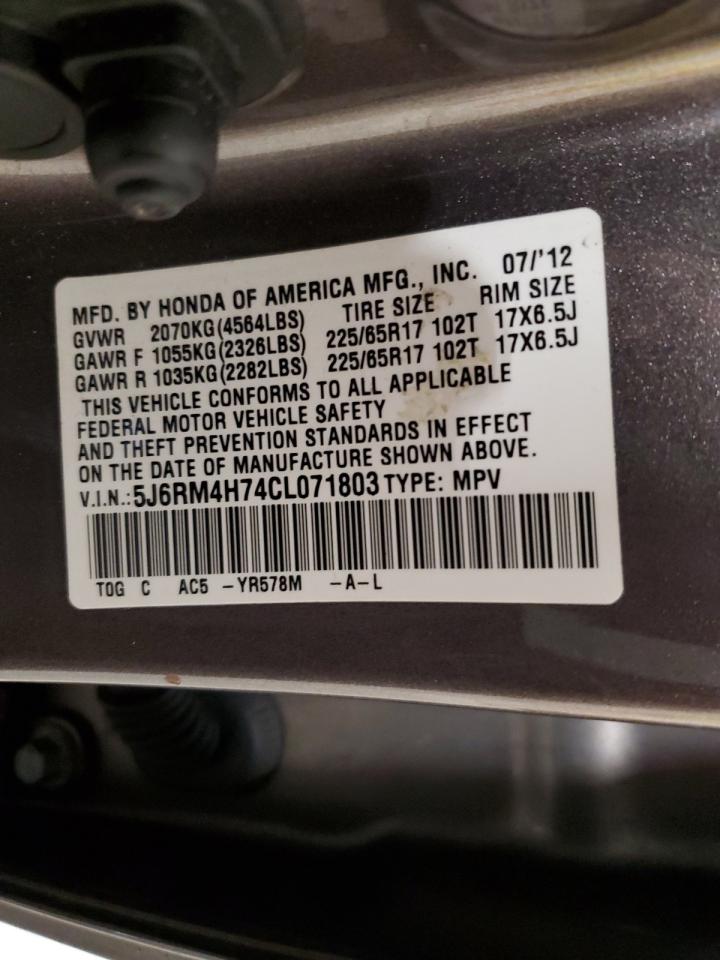 MFD. BY HONDA OF AMERICA MFG., INC. 07/'12
GVWR 2070KG(4564LBS) TIRE SIZE RIM SIZE
GAWR F 1055KG(2326LBS) 225/65R17 102T 17X6.5J
GAWR R 1035KG(2282LBS) 225/65R17 102T 17X6.5J
THIS VEHICLE CONFORMS TO ALL APPLICABLE
FEDERAL MOTOR VEHICLE SAFETY
AND THEFT PREVENTION STANDARDS IN EFFECT
ON THE DATE OF MANUFACTURE SHOWN ABOVE.
V.I.N.: 5J6RM4H74CL071803 TYPE: MPV
TOG C AC5 -YR578M -A-L